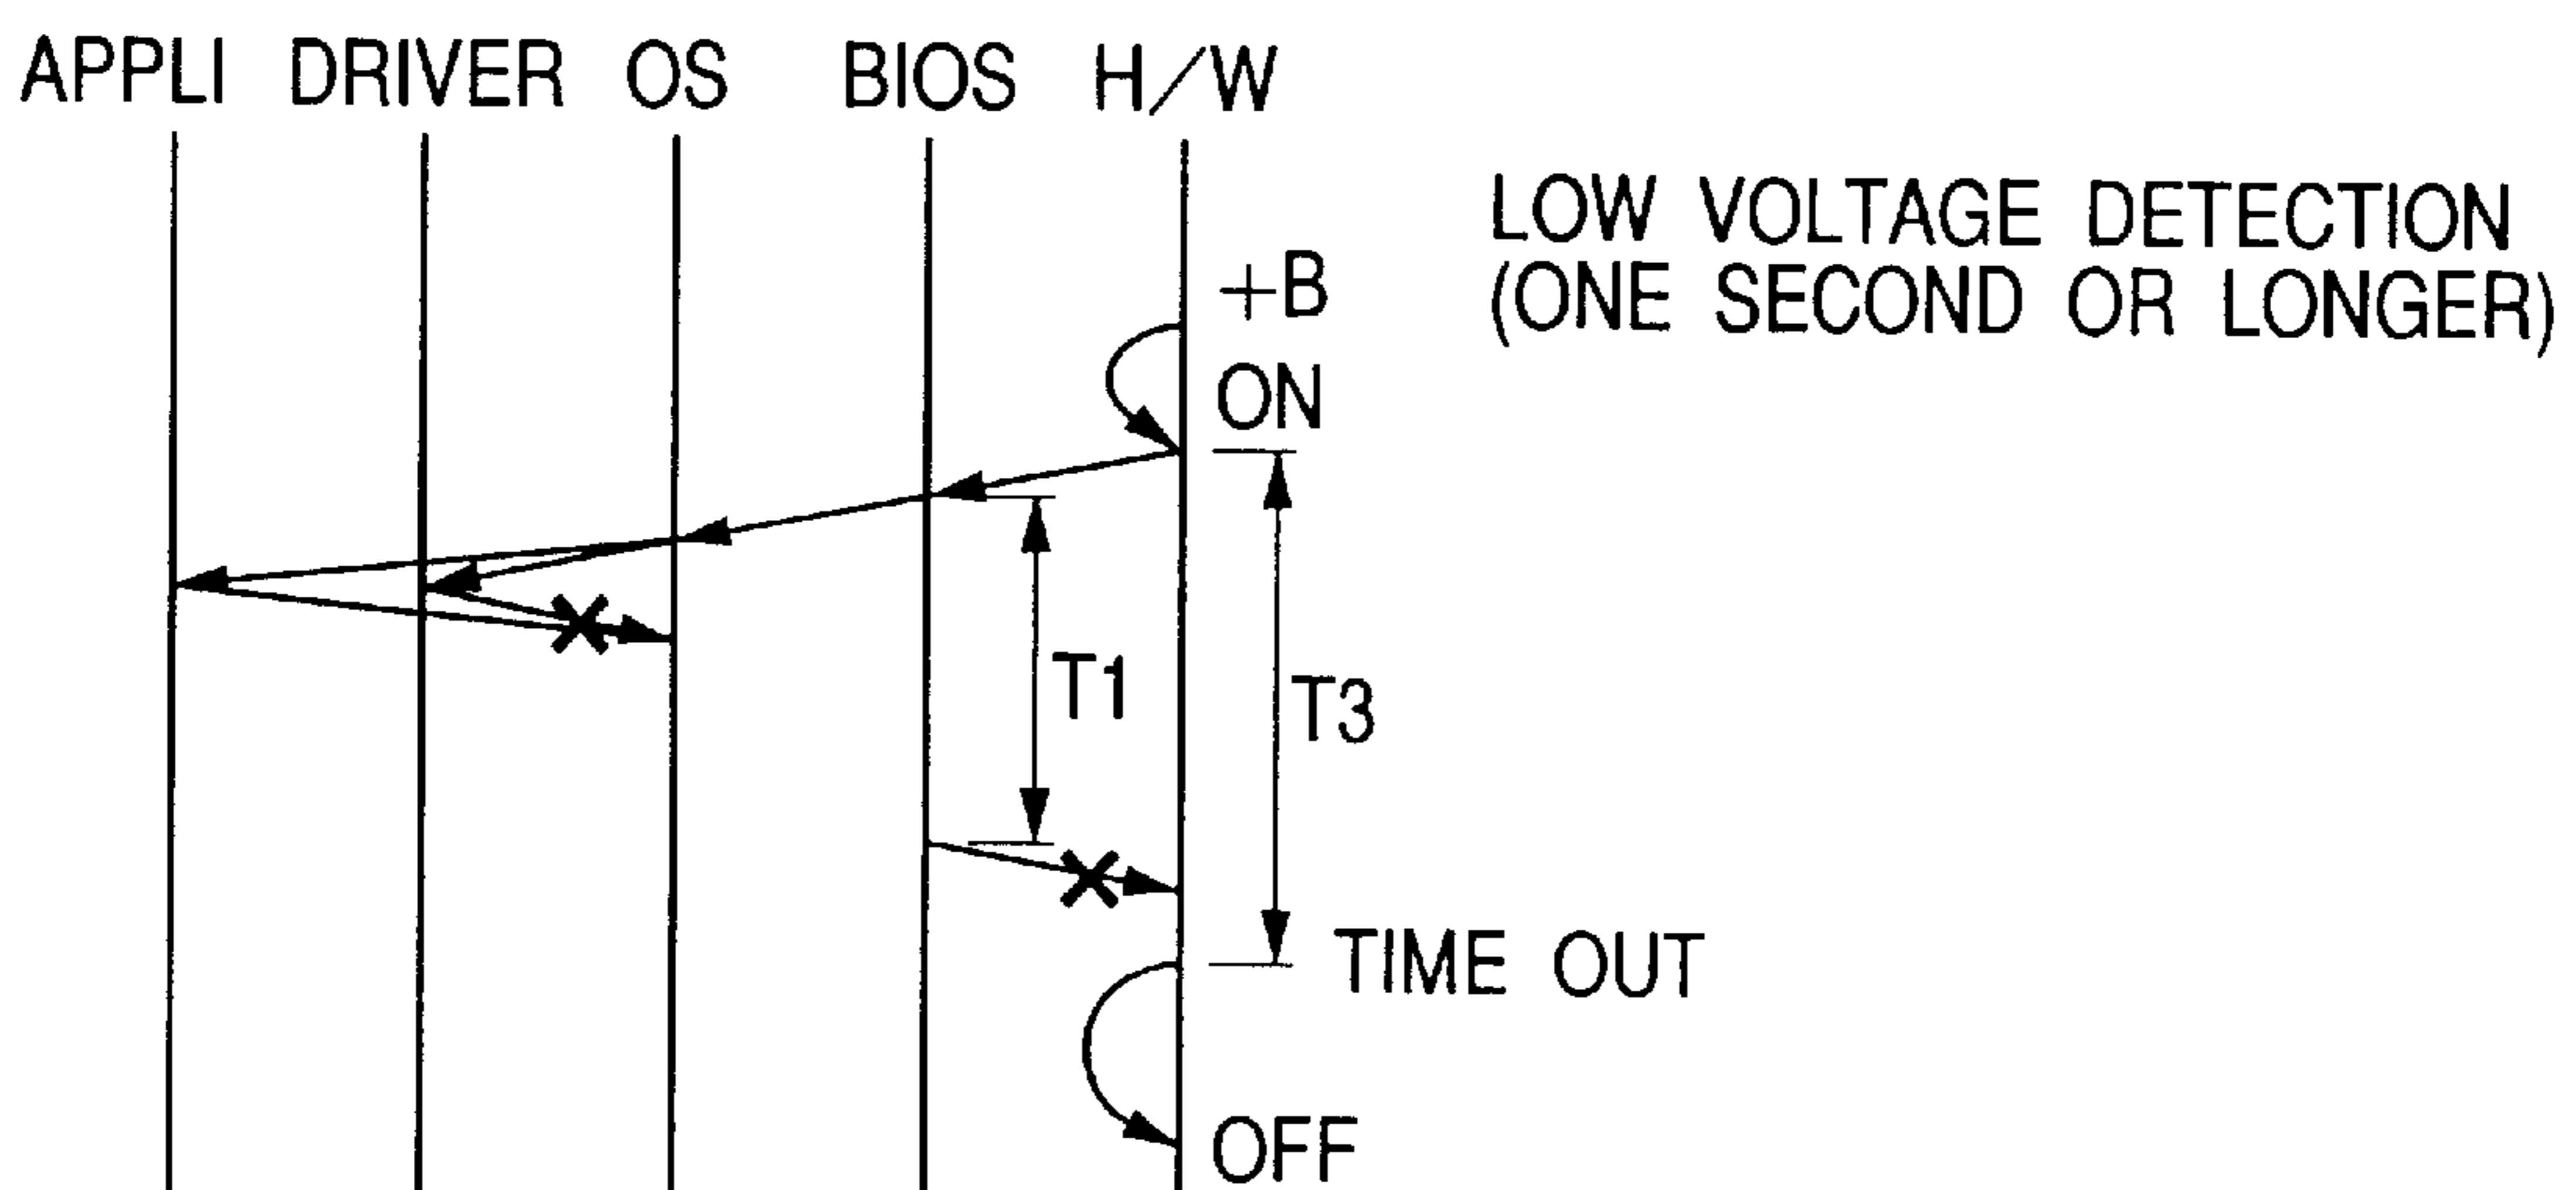 APPLI DRIVER OS BIOS H/W
LOW VOLTAGE DETECTION
(ONE SECOND OR LONGER)
+B
ON
T1
T3
TIME OUT
OFF